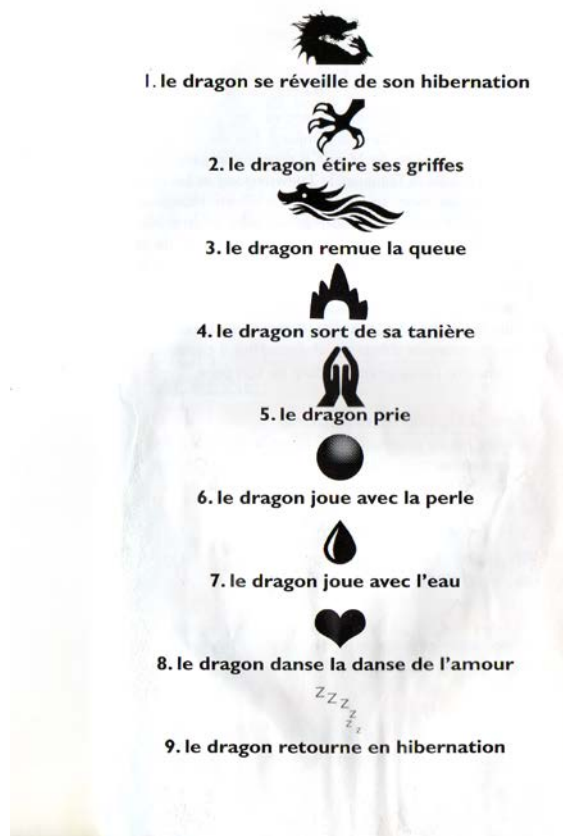 1. le dragon se réveille de son hibernation
2. le dragon étire ses griffes
3. le dragon remue la queue
4. le dragon sort de sa tanière
5. le dragon prie
6. le dragon joue avec la perle
7. le dragon joue avec l'eau
8. le dragon danse la danse de l'amour
zzzzzz
9. le dragon retourne en hibernation